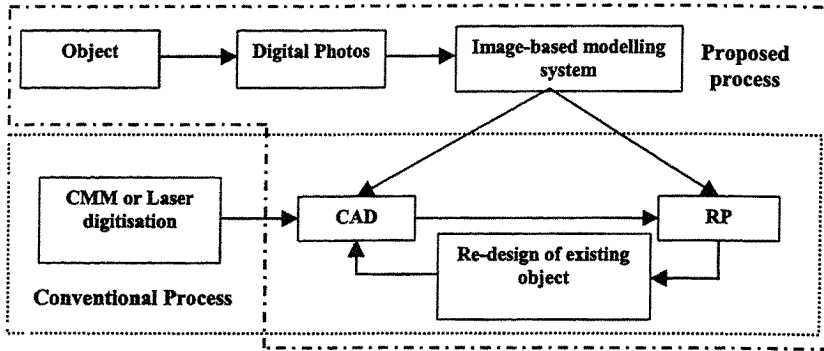 Object
Digital Photos
Image-based modelling
system
Proposed
process
CMM or Laser
digitisation
CAD
RP
Re-design of existing
object
Conventional Process